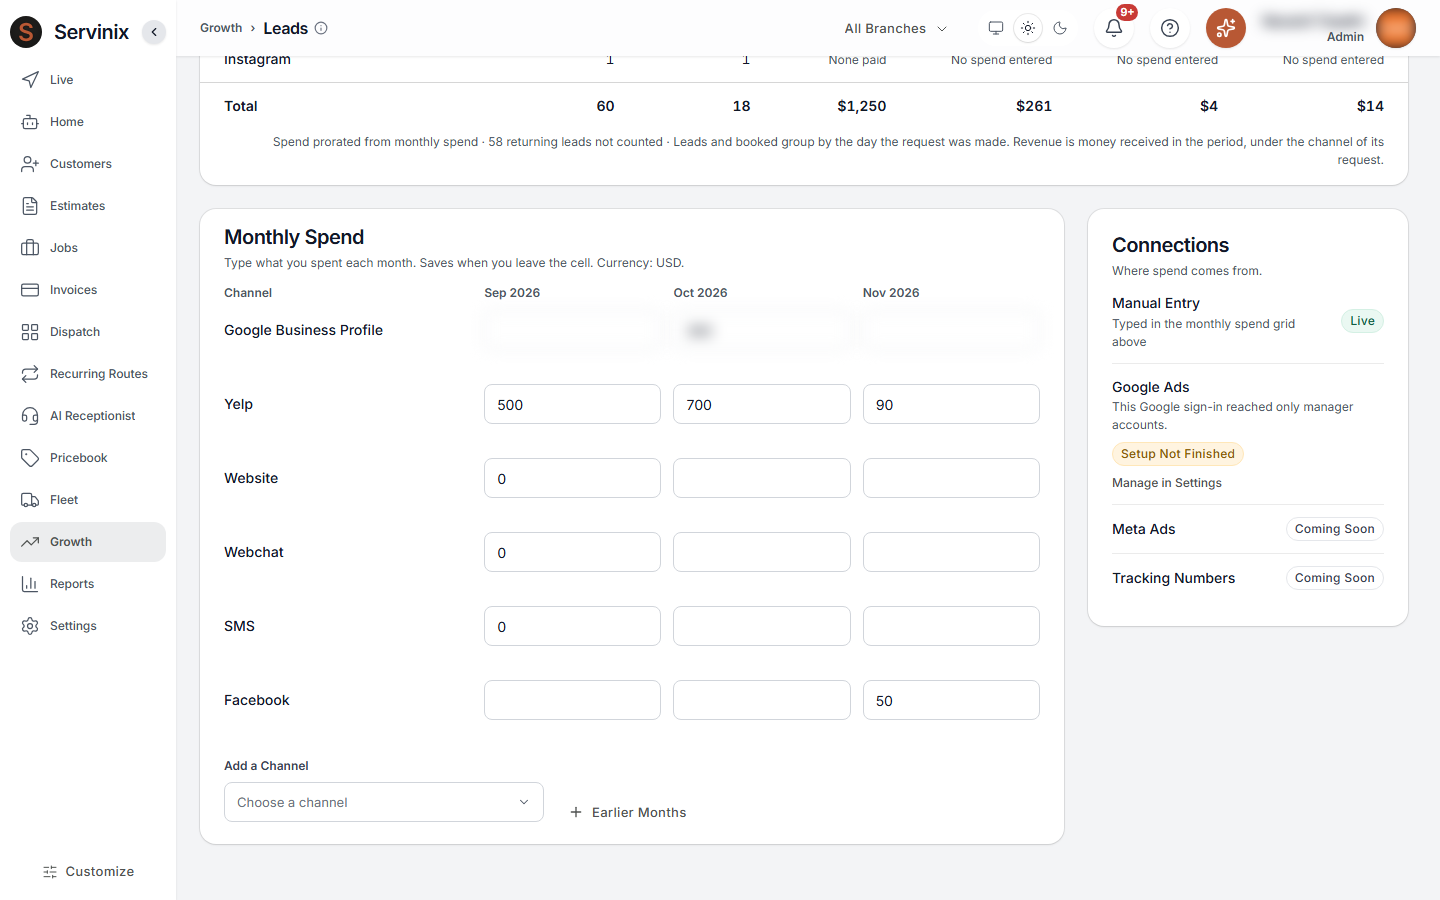 Servinix
Growth › Leads
All Branches
9+
Admin
Live
Home
Customers
Estimates
Jobs
Invoices
Dispatch
Recurring Routes
AI Receptionist
Pricebook
Fleet
Growth
Reports
Settings
Customize
Instagram 1 1 None paid No spend entered No spend entered No spend entered
Total 60 18 $1,250 $261 $4 $14
Spend prorated from monthly spend · 58 returning leads not counted · Leads and booked group by the day the request was made. Revenue is money received in the period, under the channel of its
request.
Monthly Spend
Type what you spent each month. Saves when you leave the cell. Currency: USD.
Channel Sep 2026 Oct 2026 Nov 2026
Google Business Profile
Yelp 500 700 90
Website 0
Webchat 0
SMS 0
Facebook 50
Add a Channel
Choose a channel
+ Earlier Months
Connections
Where spend comes from.
Manual Entry
Typed in the monthly spend grid
above
Live
Google Ads
This Google sign-in reached only manager
accounts.
Setup Not Finished
Manage in Settings
Meta Ads Coming Soon
Tracking Numbers Coming Soon